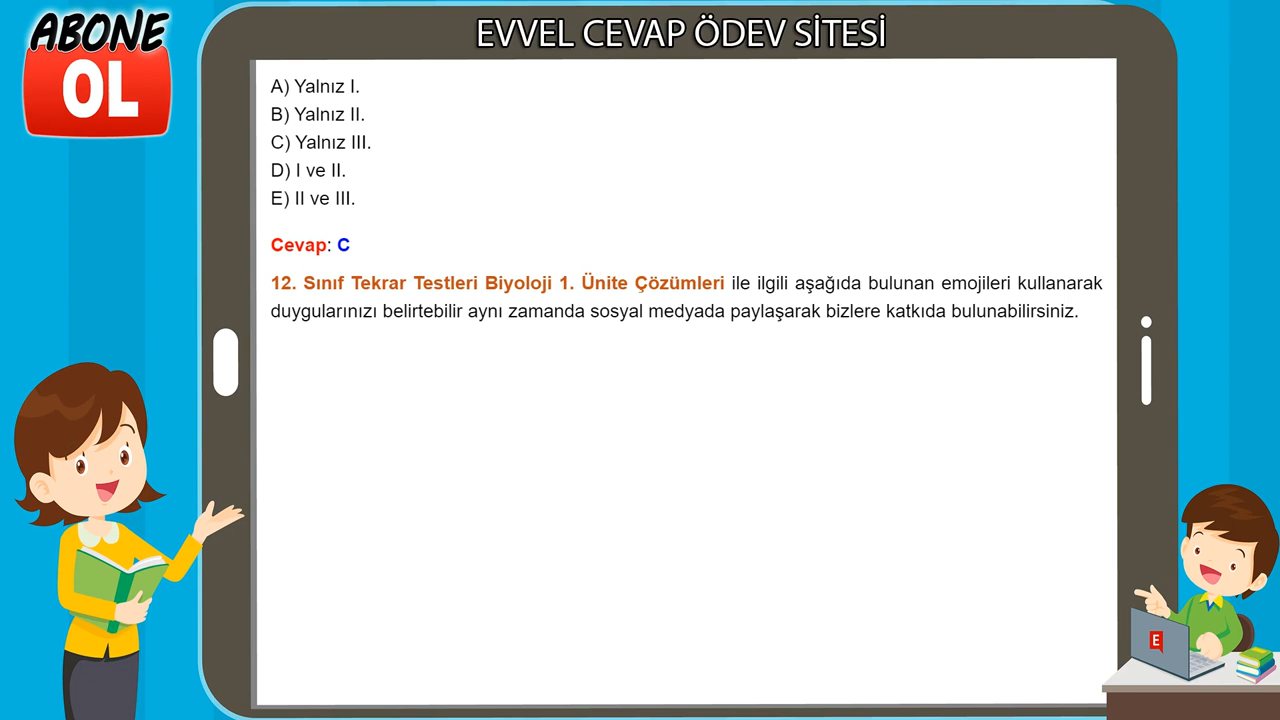 ABONE
OL
EVVEL CEVAP ÖDEV SİTESİ
A) Yalnız I.
B) Yalnız II.
C) Yalnız III.
D) I ve II.
E) II ve III.
Cevap: C
12. Sınıf Tekrar Testleri Biyoloji 1. Ünite Çözümleri ile ilgili aşağıda bulunan emojileri kullanarak
duygularınızı belirtebilir aynı zamanda sosyal medyada paylaşarak bizlere katkıda bulunabilirsiniz.
E